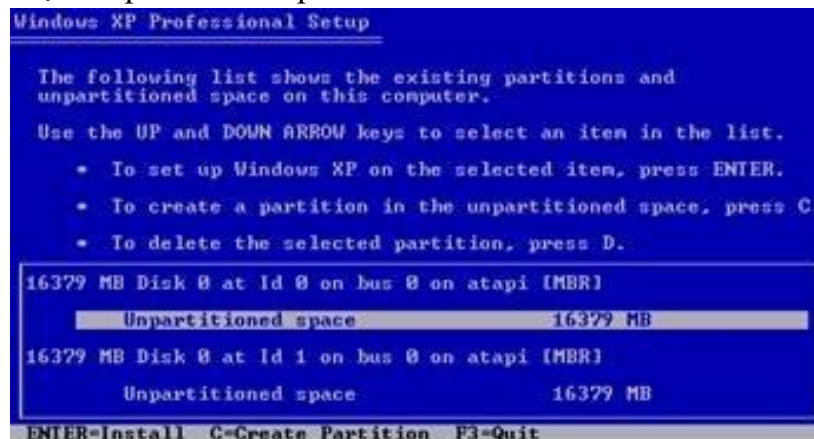 Windows XP Professional Setup
The following list shows the existing partitions and
unpartitioned space on this computer.
Use the UP and DOWN ARROW keys to select an item in the list.
• To set up Windows XP on the selected item, press ENTER.
• To create a partition in the unpartitioned space, press C
• To delete the selected partition, press D.
16379 MB Disk 0 at Id 0 on bus 0 on atapi [MBR]
Unpartitioned space 16379 MB
16379 MB Disk 0 at Id 1 on bus 0 on atapi [MBR]
Unpartitioned space 16379 MB
ENTER=Install C=Create Partition F3=Quit